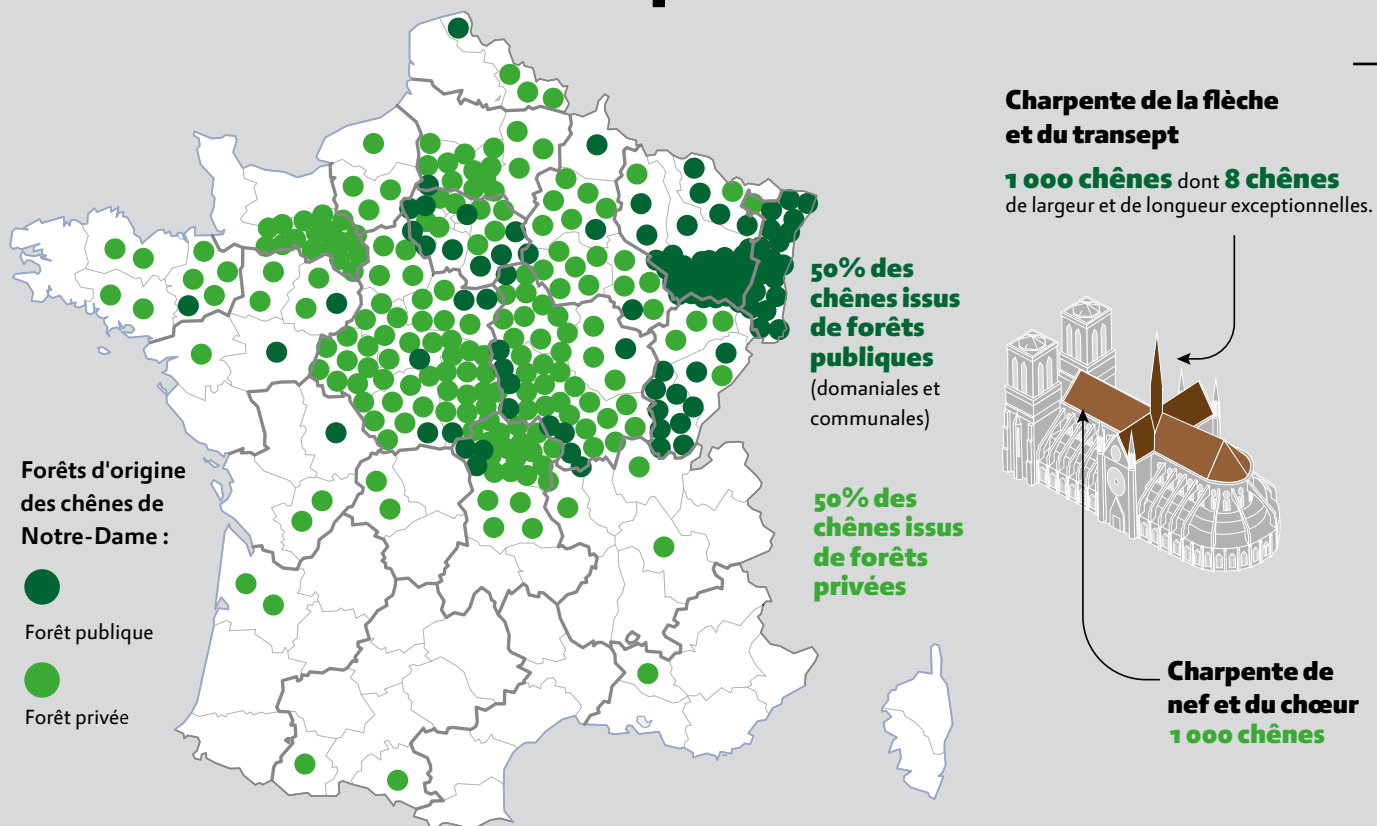 Forêts d'origine
des chênes de
Notre-Dame :
Forêt publique
Forêt privée
50% des
chênes issus
de forêts
publiques
(domaniales et
communales)
50% des
chênes issus
de forêts
privées
Charpente de la flèche
et du transept
1 000 chênes dont 8 chênes
de largeur et de longueur exceptionnelles.
Charpente de
nef et du chœur
1 000 chênes